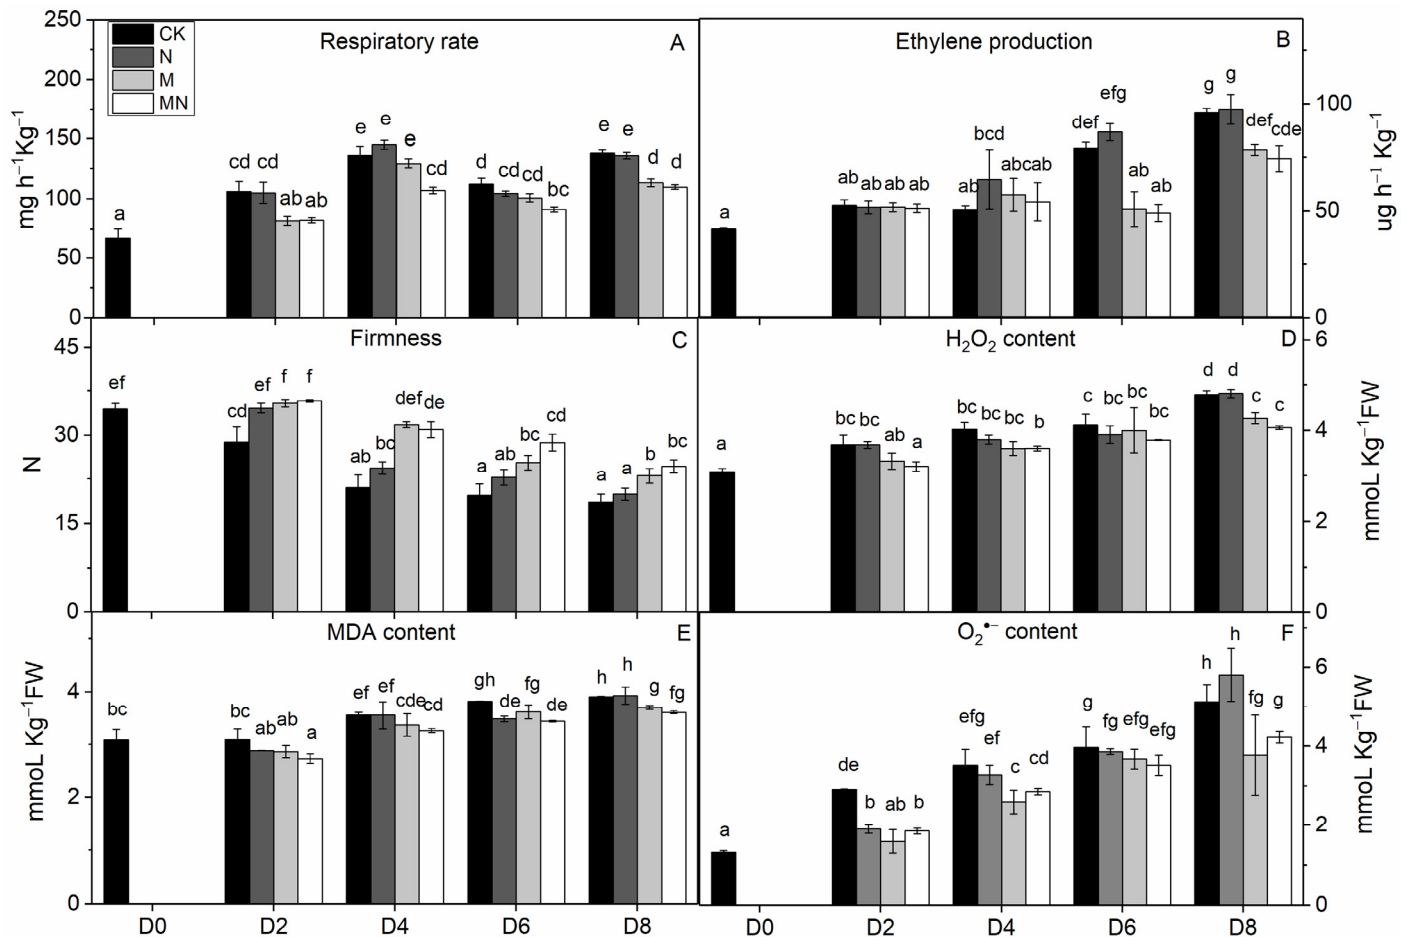 250
200
150
100
50
0
mg h⁻¹Kg⁻¹
CK
N
M
MN
Respiratory rate
A
a
cd cd ab ab
e e e cd
d cd cd bc
e e d d
Ethylene production
B
100
50
0
ug h⁻¹ Kg⁻¹
a
ab ab ab ab
ab bcd abcab
def efg ab ab
g g def cde
Firmness
C
45
30
15
0
N
ef
cd ef f f
ab bc def de
a ab bc cd
a a b bc
H₂O₂ content
D
6
4
2
0
mmoL Kg⁻¹FW
a
bc bc ab a
bc bc bc b
c bc bc bc
d d c c
MDA content
E
4
2
0
mmoL Kg⁻¹FW
bc
bc ab ab a
ef ef cde cd
gh de fg de
h h g fg
D0 D2 D4 D6 D8
O₂•⁻ content
F
6
4
2
0
mmoL Kg⁻¹FW
a
de b ab b
efg ef c cd
g fg efg efg
h h fg g
D0 D2 D4 D6 D8